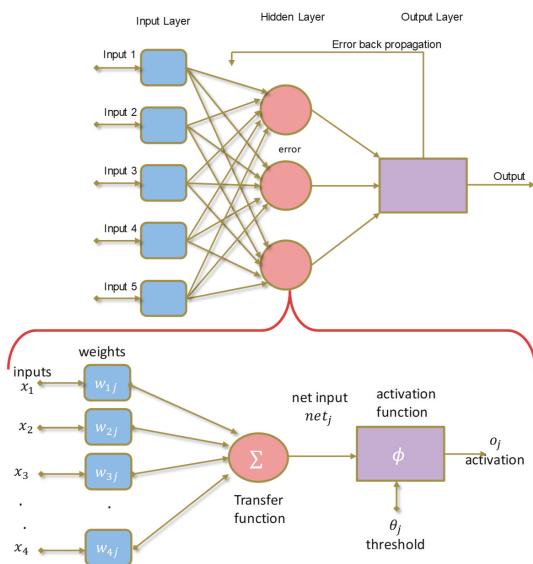 Input Layer
Hidden Layer
Output Layer
Error back propagation
Input 1
Input 2
error
Input 3
Output
Input 4
Input 5
weights
inputs
x₁
w₁ⱼ
net input
netⱼ
activation
function
x₂
w₂ⱼ
x₃
w₃ⱼ
∑
ϕ
oⱼ
activation
.
.
.
Transfer
function
x₄
w₄ⱼ
θⱼ
threshold